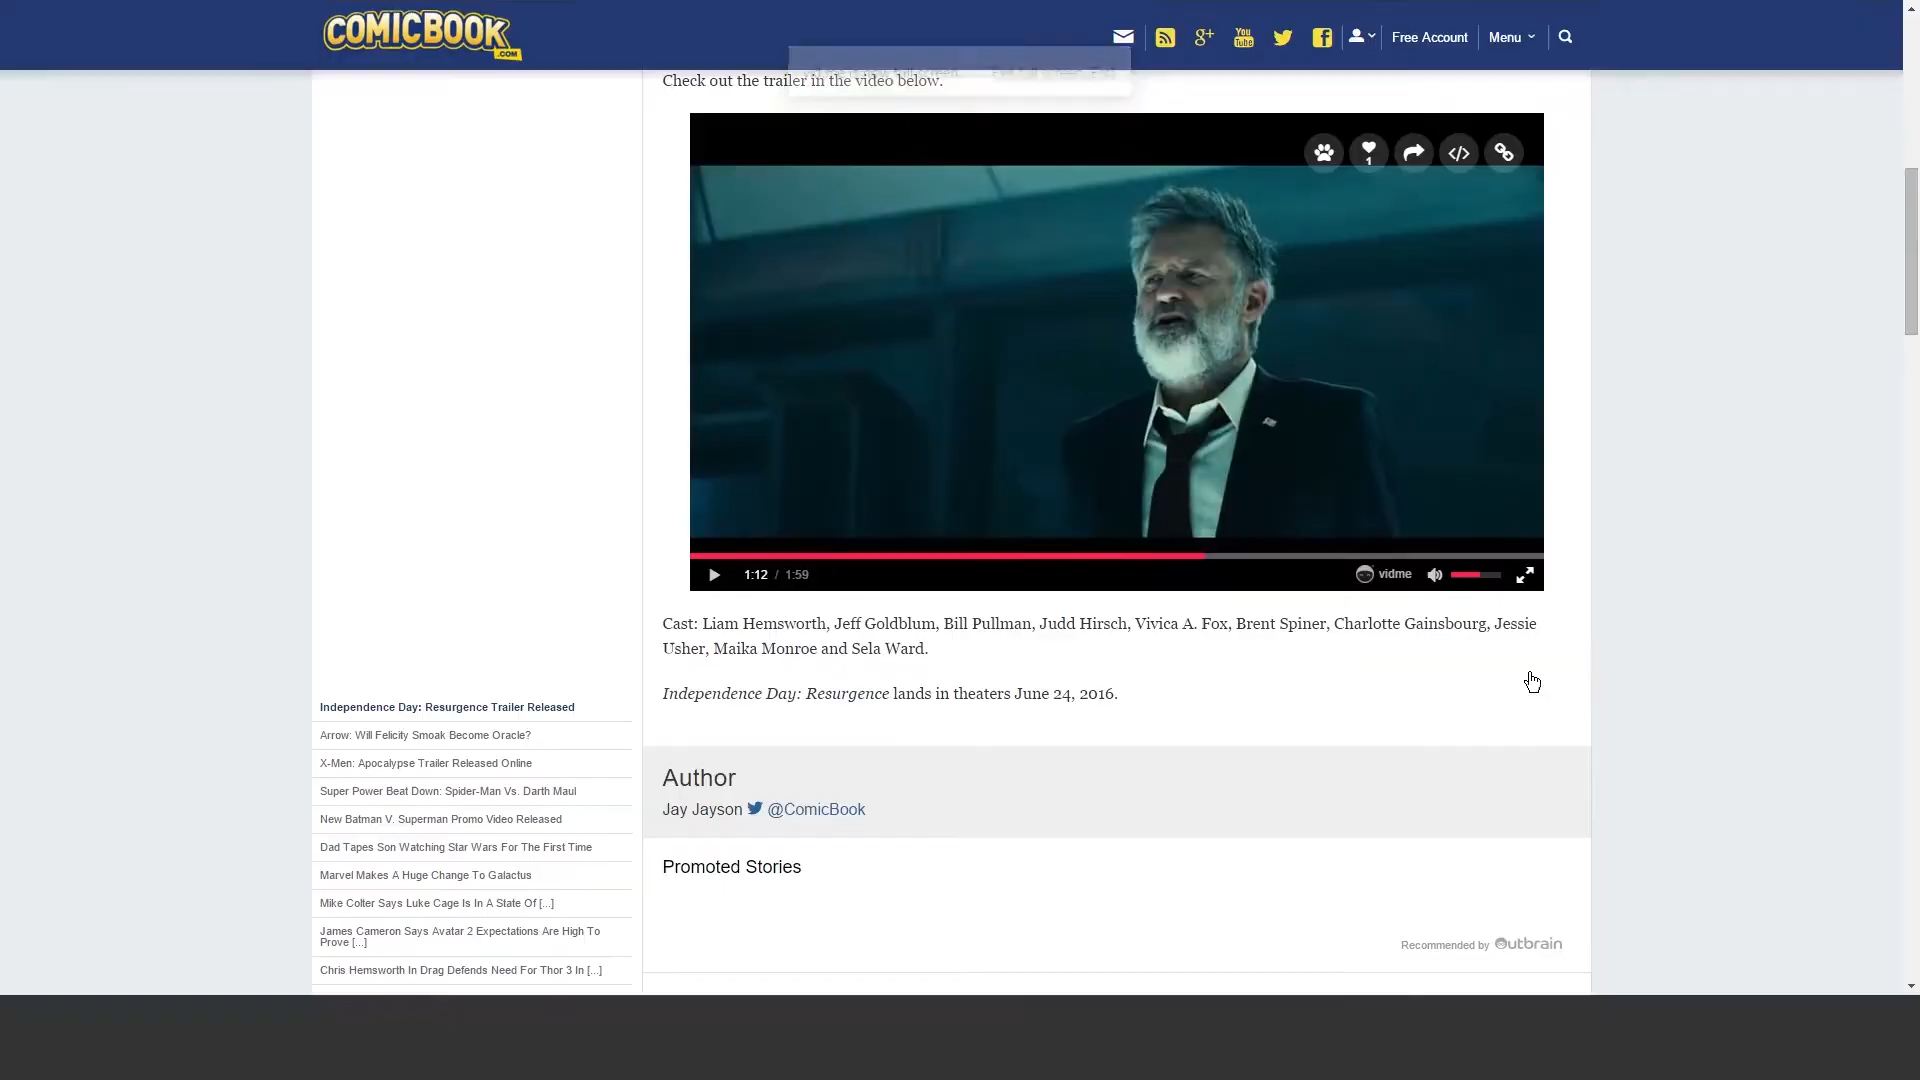 COMICBOOK
.COM
You
Tube
Free Account
Menu
Check out the trailer in the video below.
1
1:12 / 1:59
vidme
Cast: Liam Hemsworth, Jeff Goldblum, Bill Pullman, Judd Hirsch, Vivica A. Fox, Brent Spiner, Charlotte Gainsbourg, Jessie
Usher, Maika Monroe and Sela Ward.
Independence Day: Resurgence lands in theaters June 24, 2016.
Independence Day: Resurgence Trailer Released
Arrow: Will Felicity Smoak Become Oracle?
X-Men: Apocalypse Trailer Released Online
Super Power Beat Down: Spider-Man Vs. Darth Maul
New Batman V. Superman Promo Video Released
Dad Tapes Son Watching Star Wars For The First Time
Marvel Makes A Huge Change To Galactus
Mike Colter Says Luke Cage Is In A State Of [...]
James Cameron Says Avatar 2 Expectations Are High To
Prove [...]
Chris Hemsworth In Drag Defends Need For Thor 3 In [...]
Author
Jay Jayson @ComicBook
Promoted Stories
Recommended by Outbrain